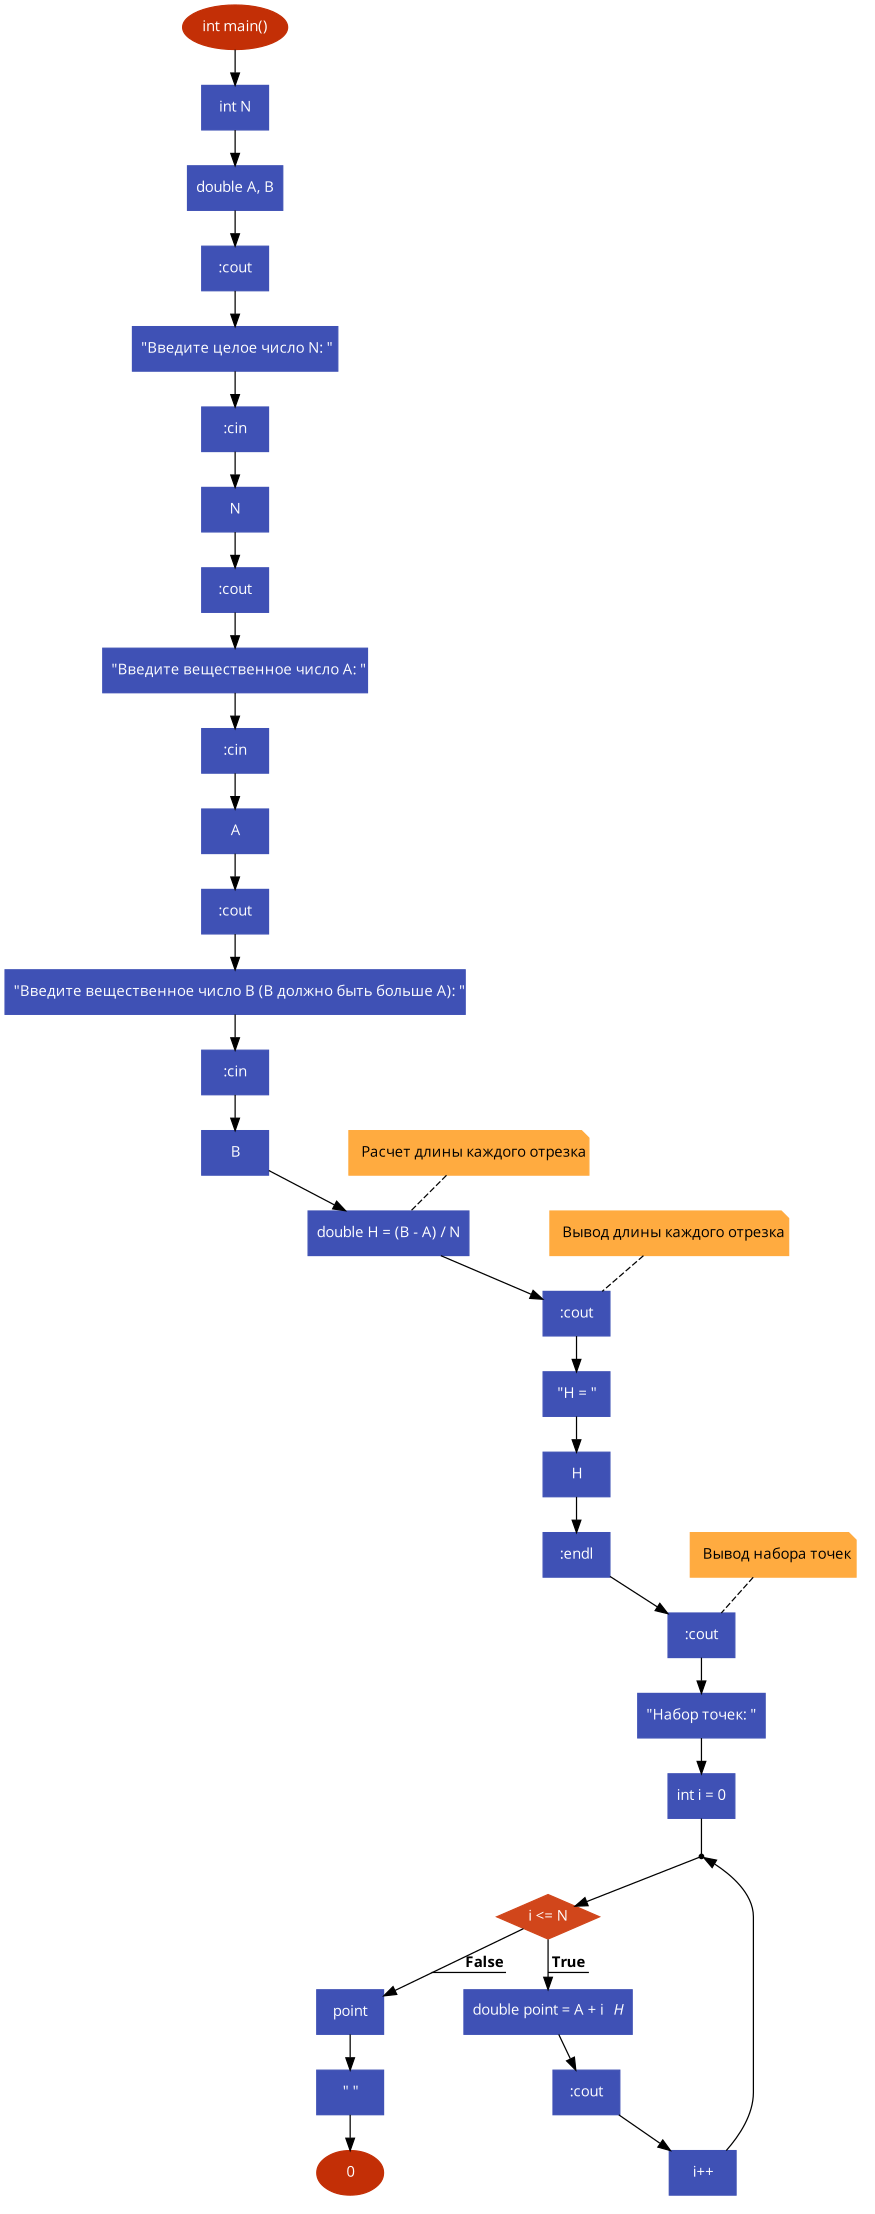 int main()
int N
double A, B
:cout
"Введите целое число N: "
:cin
N
:cout
"Введите вещественное число A: "
:cin
A
:cout
"Введите вещественное число B (B должно быть больше A): "
:cin
B
Расчет длины каждого отрезка
double H = (B - A) / N
Вывод длины каждого отрезка
:cout
"H = "
H
:endl
Вывод набора точек
:cout
"Набор точек: "
int i = 0
i <= N
False
True
point
double point = A + i H
" "
:cout
0
i++